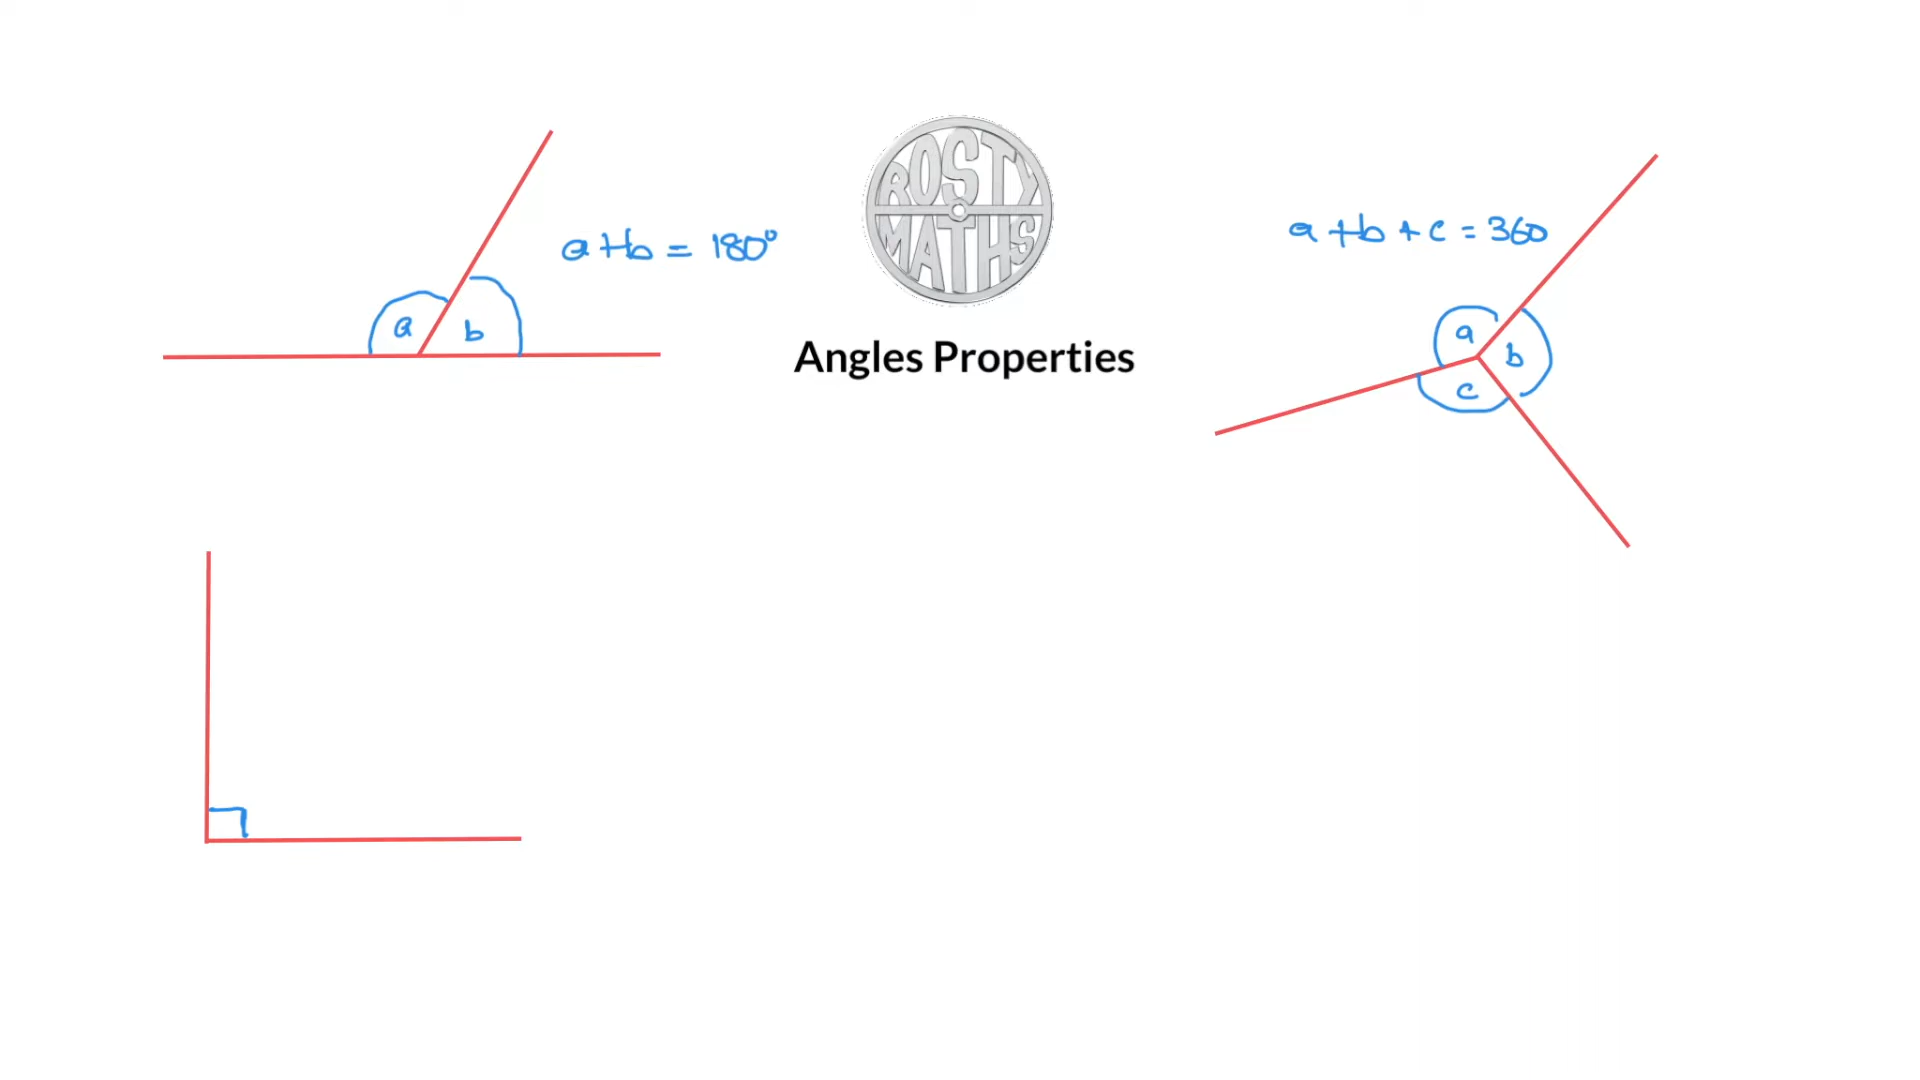 ROSTY
MATHS
Angles Properties
a+b = 180°
a
b
a+b+c=360
a
b
c